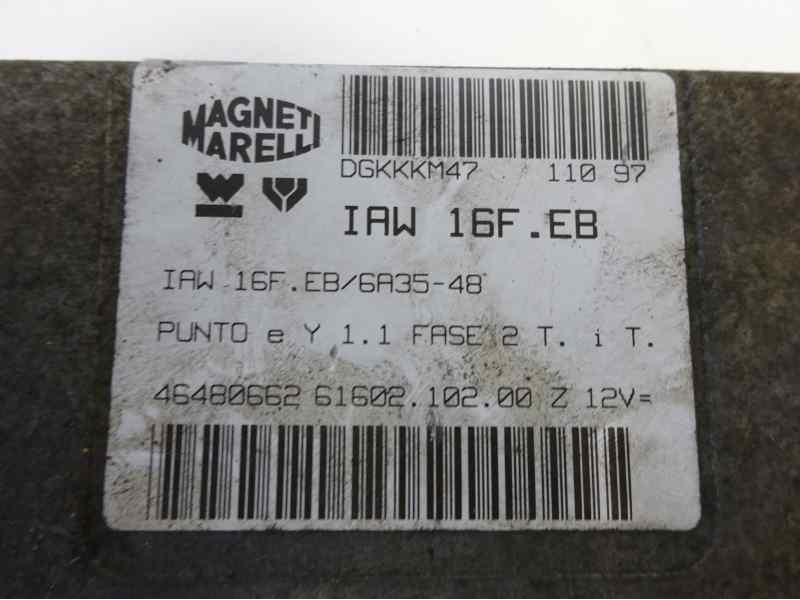 MAGNETI
MARELLI
DGKKKM47 110 97
IAW 16F.EB
IAW 16F.EB/6A35-48
PUNTO e Y 1.1 FASE 2 T. i T.
46480662 61602.102.00 Z 12V=